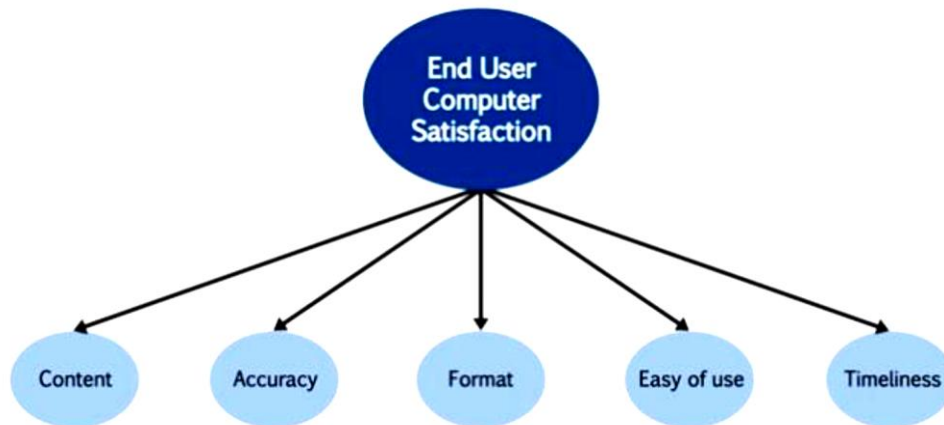 End User
Computer
Satisfaction
Content
Accuracy
Format
Easy of use
Timeliness